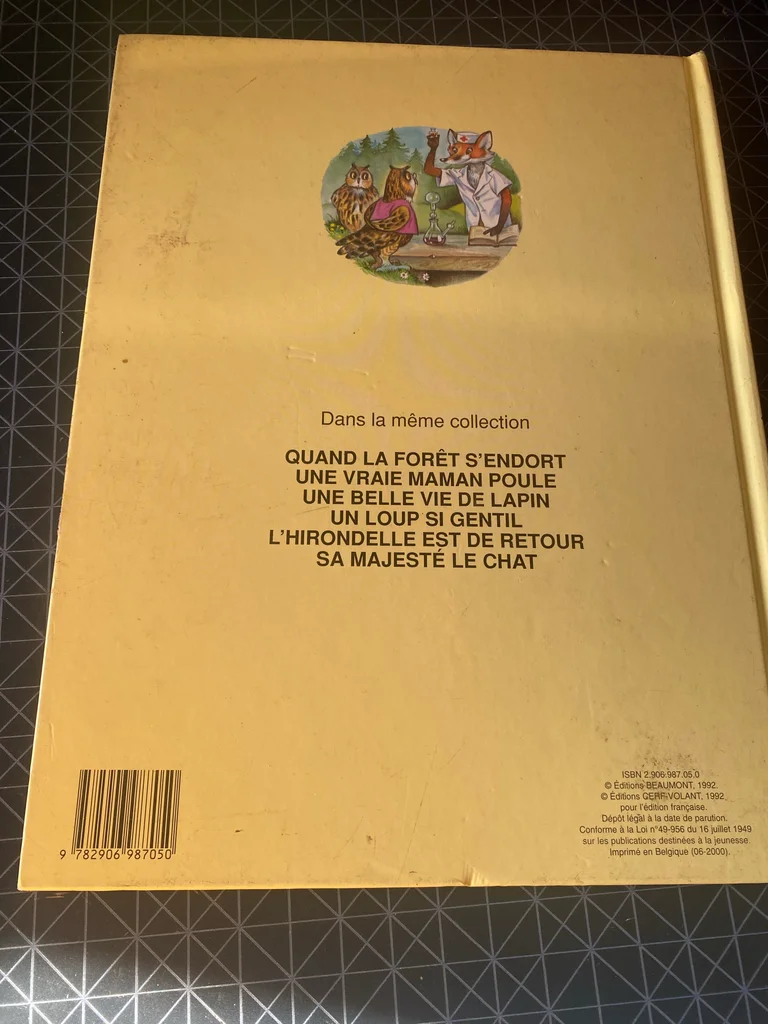 Dans la même collection
QUAND LA FORÊT S'ENDORT
UNE VRAIE MAMAN POULE
UNE BELLE VIE DE LAPIN
UN LOUP SI GENTIL
L'HIRONDELLE EST DE RETOUR
SA MAJESTÉ LE CHAT
9 782906 987050
ISBN 2.906.987.05.0
© Éditions BEAUMONT, 1992.
© Éditions CERF-VOLANT, 1992
pour l'édition française.
Dépôt légal à la date de parution.
Conforme à la Loi n°49-956 du 16 juillet 1949
sur les publications destinées à la jeunesse.
Imprimé en Belgique (06-2000).